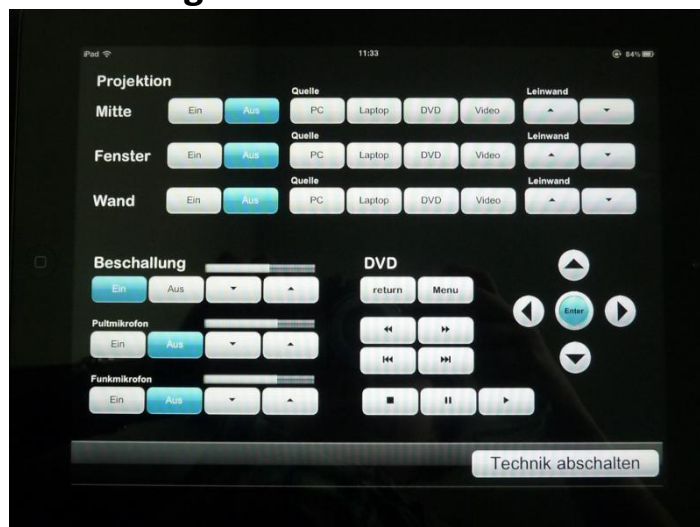 iPad 11:33 84%
Projektion
Quelle Leinwand
Mitte Ein Aus PC Laptop DVD Video
Quelle Leinwand
Fenster Ein Aus PC Laptop DVD Video
Quelle Leinwand
Wand Ein Aus PC Laptop DVD Video
Beschallung DVD
Ein Aus return Menu
Enter
Pultmikrofon
Ein Aus
Funkmikrofon
Ein Aus
Technik abschalten